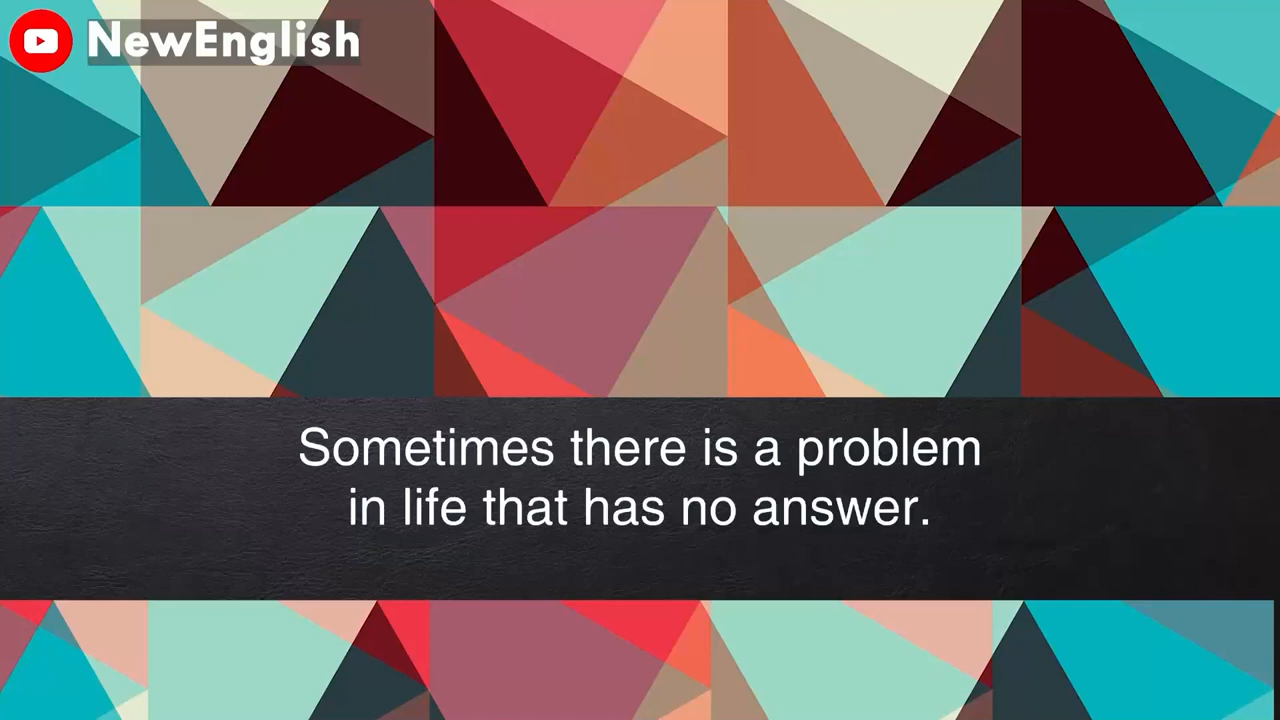 NewEnglish
Sometimes there is a problem
in life that has no answer.